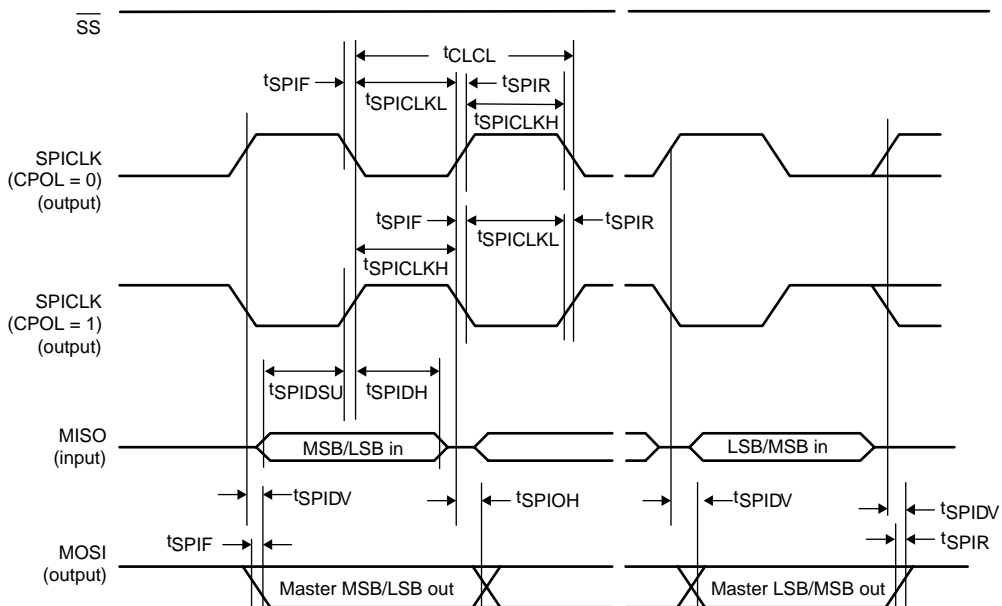 SS
tCLCL
tSPIF
tSPICLKL
tSPIR
tSPICLKH
SPICLK
(CPOL = 0)
(output)
tSPIF
tSPICLKL
tSPIR
tSPICLKH
SPICLK
(CPOL = 1)
(output)
tSPIDSU
tSPIDH
MISO
(input)
MSB/LSB in
LSB/MSB in
tSPIDV
tSPIOH
tSPIDV
tSPIDV
tSPIF
tSPIR
MOSI
(output)
Master MSB/LSB out
Master LSB/MSB out